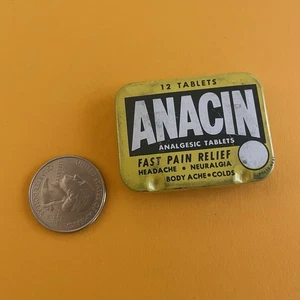 12 TABLETS
ANACIN
ANALGESIC TABLETS
FAST PAIN RELIEF
HEADACHE • NEURALGIA
BODY ACHE • COLDS